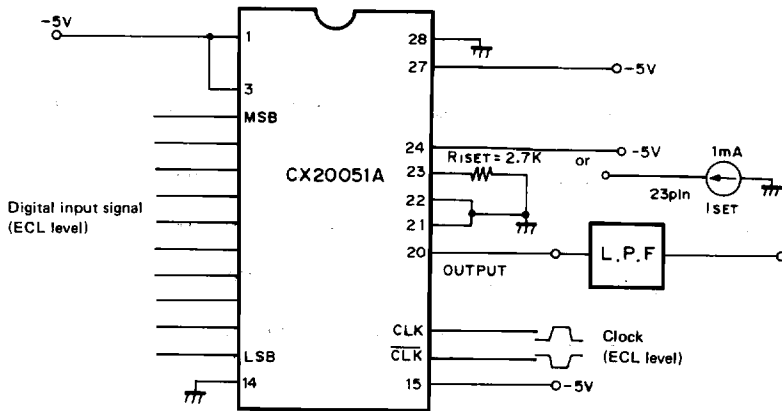 -5V
1
3
MSB
Digital input signal
(ECL level)
LSB
14
CX20051A
28
27
-5V
24
-5V
23
RISET = 2.7K
or
23pin
1mA
ISET
22
21
20
OUTPUT
L.P.F
CLK
CLK
Clock
(ECL level)
15
-5V